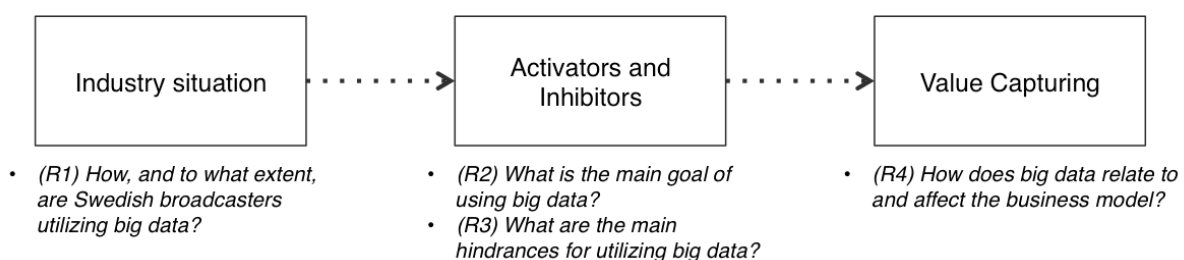 Industry situation
Activators and
Inhibitors
Value Capturing
• (R1) How, and to what extent,
are Swedish broadcasters
utilizing big data?
• (R2) What is the main goal of
using big data?
• (R3) What are the main
hindrances for utilizing big data?
• (R4) How does big data relate to
and affect the business model?